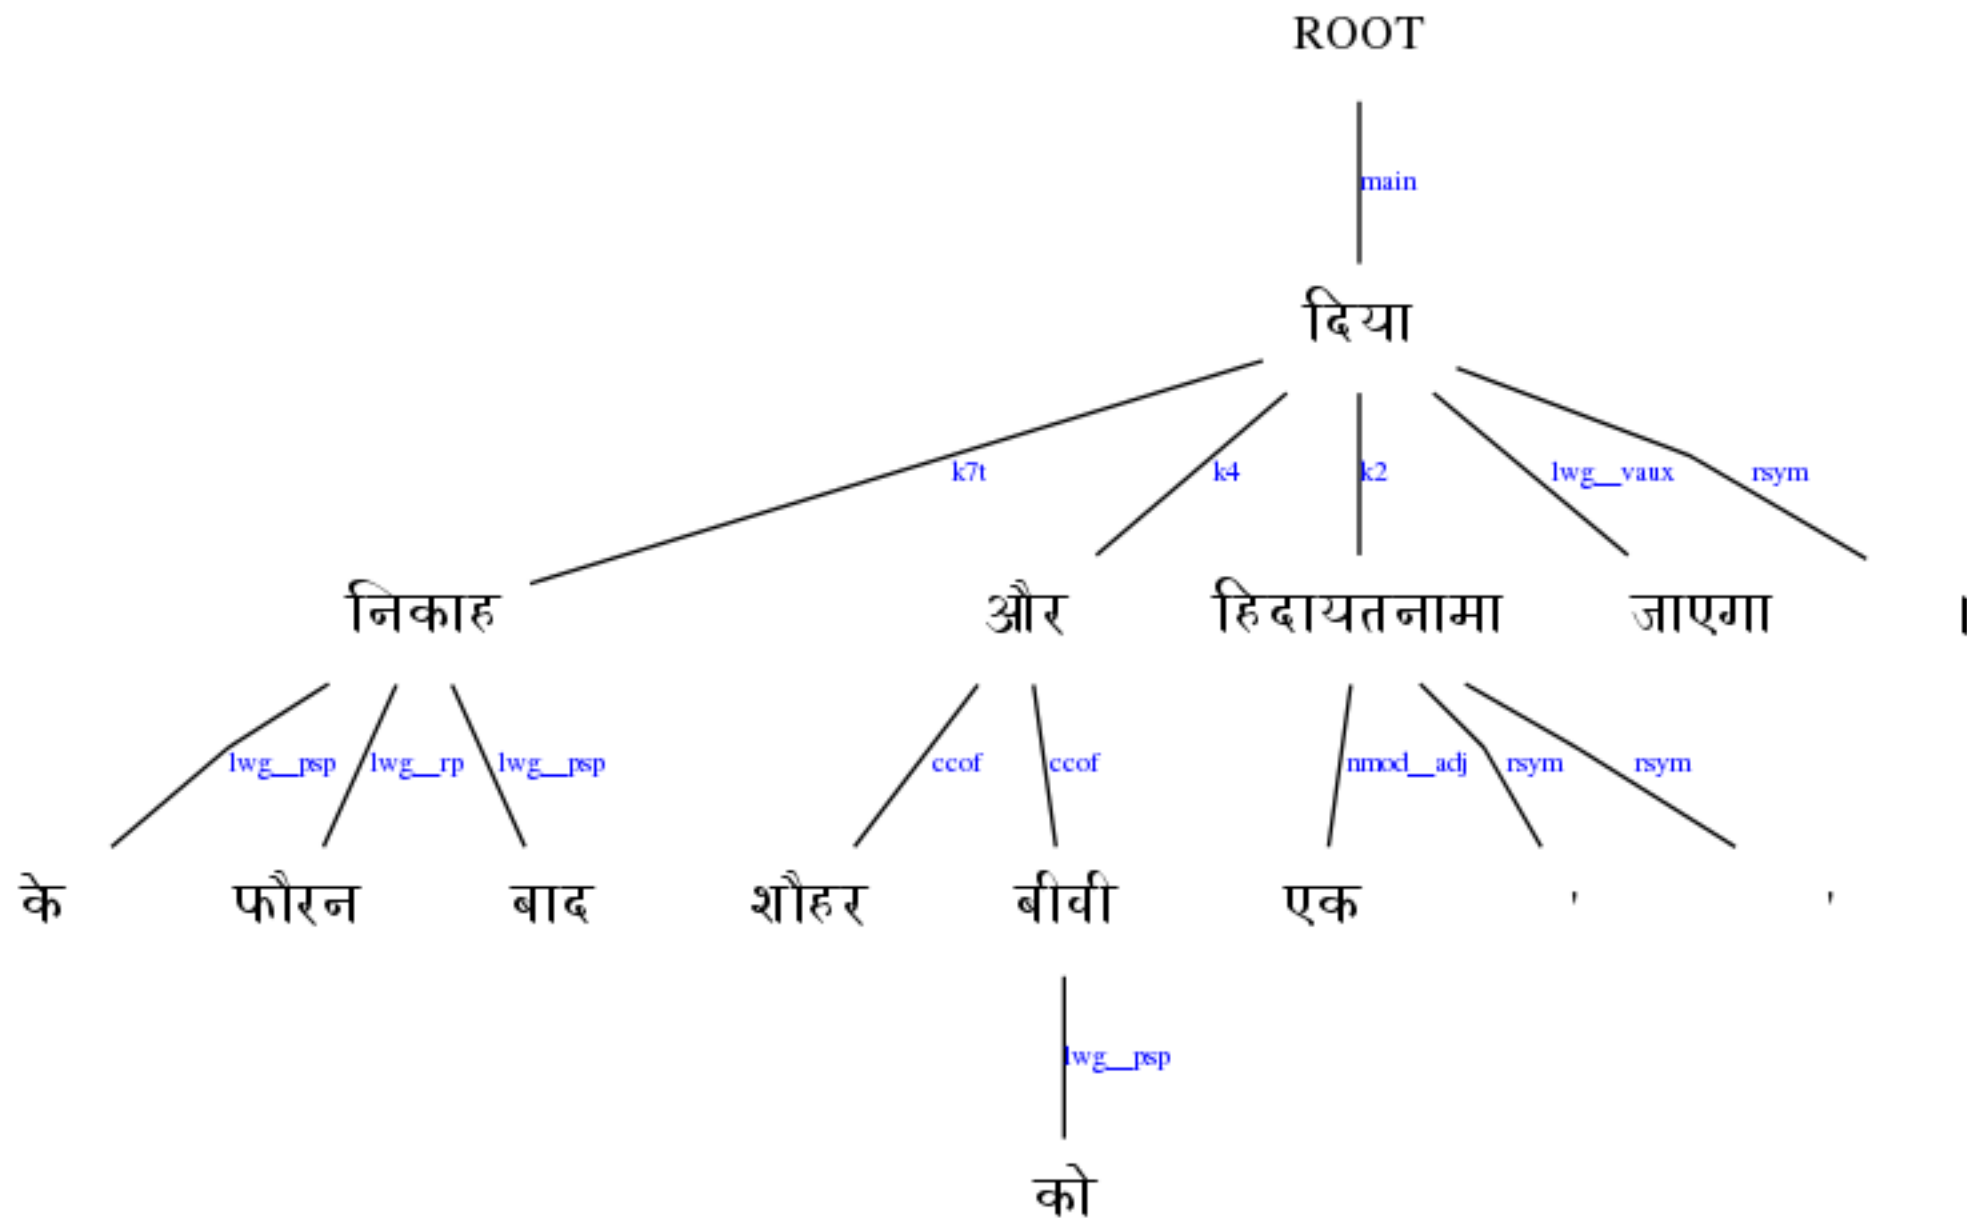 ROOT
main
दिया
k7t k4 k2 lwg__vaux rsym
निकाह और हिदायतनामा जाएगा ।
lwg__psp lwg__rp lwg__psp ccof ccof nmod__adj rsym rsym
के फौरन बाद शौहर बीवी एक ' '
lwg__psp
को